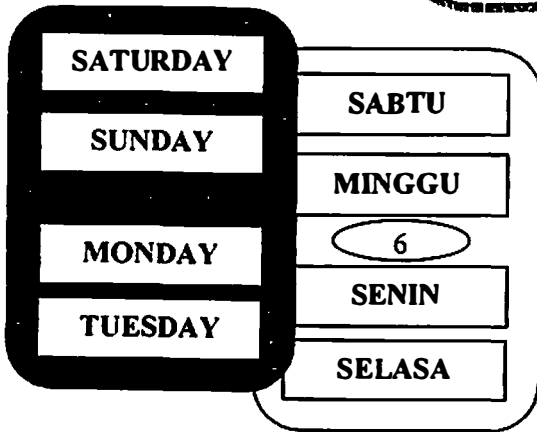 SATURDAY
SUNDAY
MONDAY
TUESDAY
SABTU
MINGGU
6
SENIN
SELASA